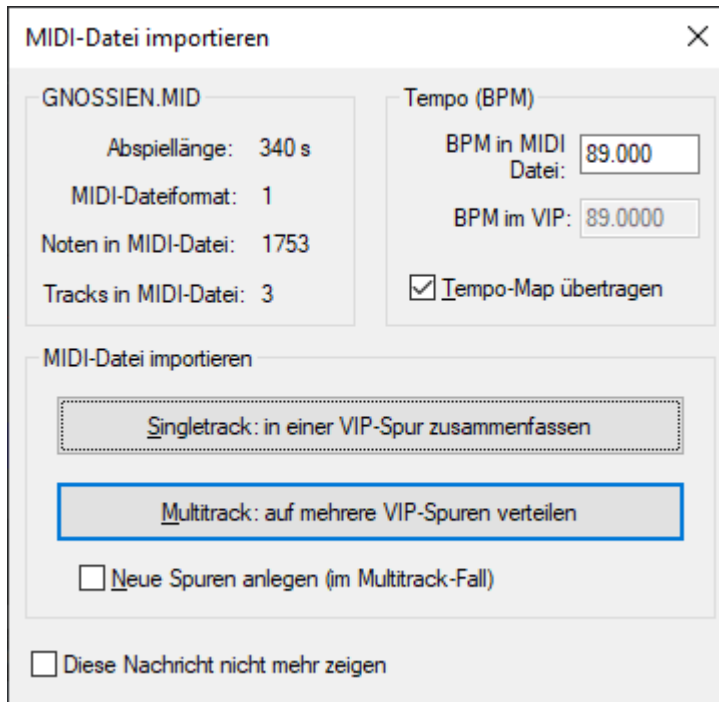 MIDI-Datei importieren
GNOSSIEN.MID
Abspiellänge: 340 s
MIDI-Dateiformat: 1
Noten in MIDI-Datei: 1753
Tracks in MIDI-Datei: 3
Tempo (BPM)
BPM in MIDI
Datei: 89.000
BPM im VIP: 89.0000
Tempo-Map übertragen
MIDI-Datei importieren
Singletrack: in einer VIP-Spur zusammenfassen
Multitrack: auf mehrere VIP-Spuren verteilen
Neue Spuren anlegen (im Multitrack-Fall)
Diese Nachricht nicht mehr zeigen